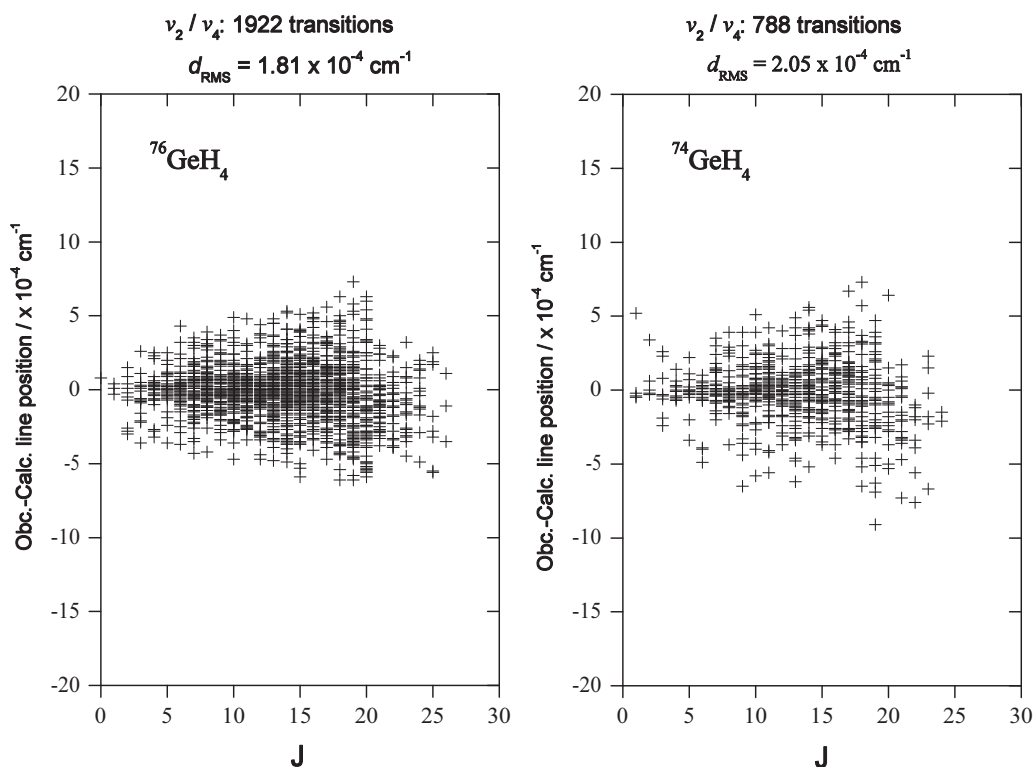 ν2 / ν4: 1922 transitions
dRMS = 1.81 x 10-4 cm-1
20
15
10
5
0
-5
-10
-15
-20
76GeH4
Obc.-Calc. line position / x 10-4 cm-1
0 5 10 15 20 25 30
J
ν2 / ν4: 788 transitions
dRMS = 2.05 x 10-4 cm-1
20
15
10
5
0
-5
-10
-15
-20
74GeH4
Obc.-Calc. line position / x 10-4 cm-1
0 5 10 15 20 25 30
J